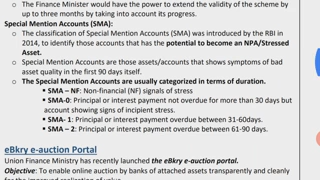 o The Finance Minister would have the power to extend the validity of the scheme by
up to three months by taking into account its progress.
Special Mention Accounts (SMA):
o The classification of Special Mention Accounts (SMA) was introduced by the RBI in
2014, to identify those accounts that has the potential to become an NPA/Stressed
Asset.
o Special Mention Accounts are those assets/accounts that shows symptoms of bad
asset quality in the first 90 days itself.
o The Special Mention Accounts are usually categorized in terms of duration.
▪ SMA – NF: Non-financial (NF) signals of stress
▪ SMA-0: Principal or interest payment not overdue for more than 30 days but
account showing signs of incipient stress.
▪ SMA- 1: Principal or interest payment overdue between 31-60days.
▪ SMA – 2: Principal or interest payment overdue between 61-90 days.
eBkry e-auction Portal
Union Finance Ministry has recently launched the eBkry e-auction portal.
Objective: To enable online auction by banks of attached assets transparently and cleanly